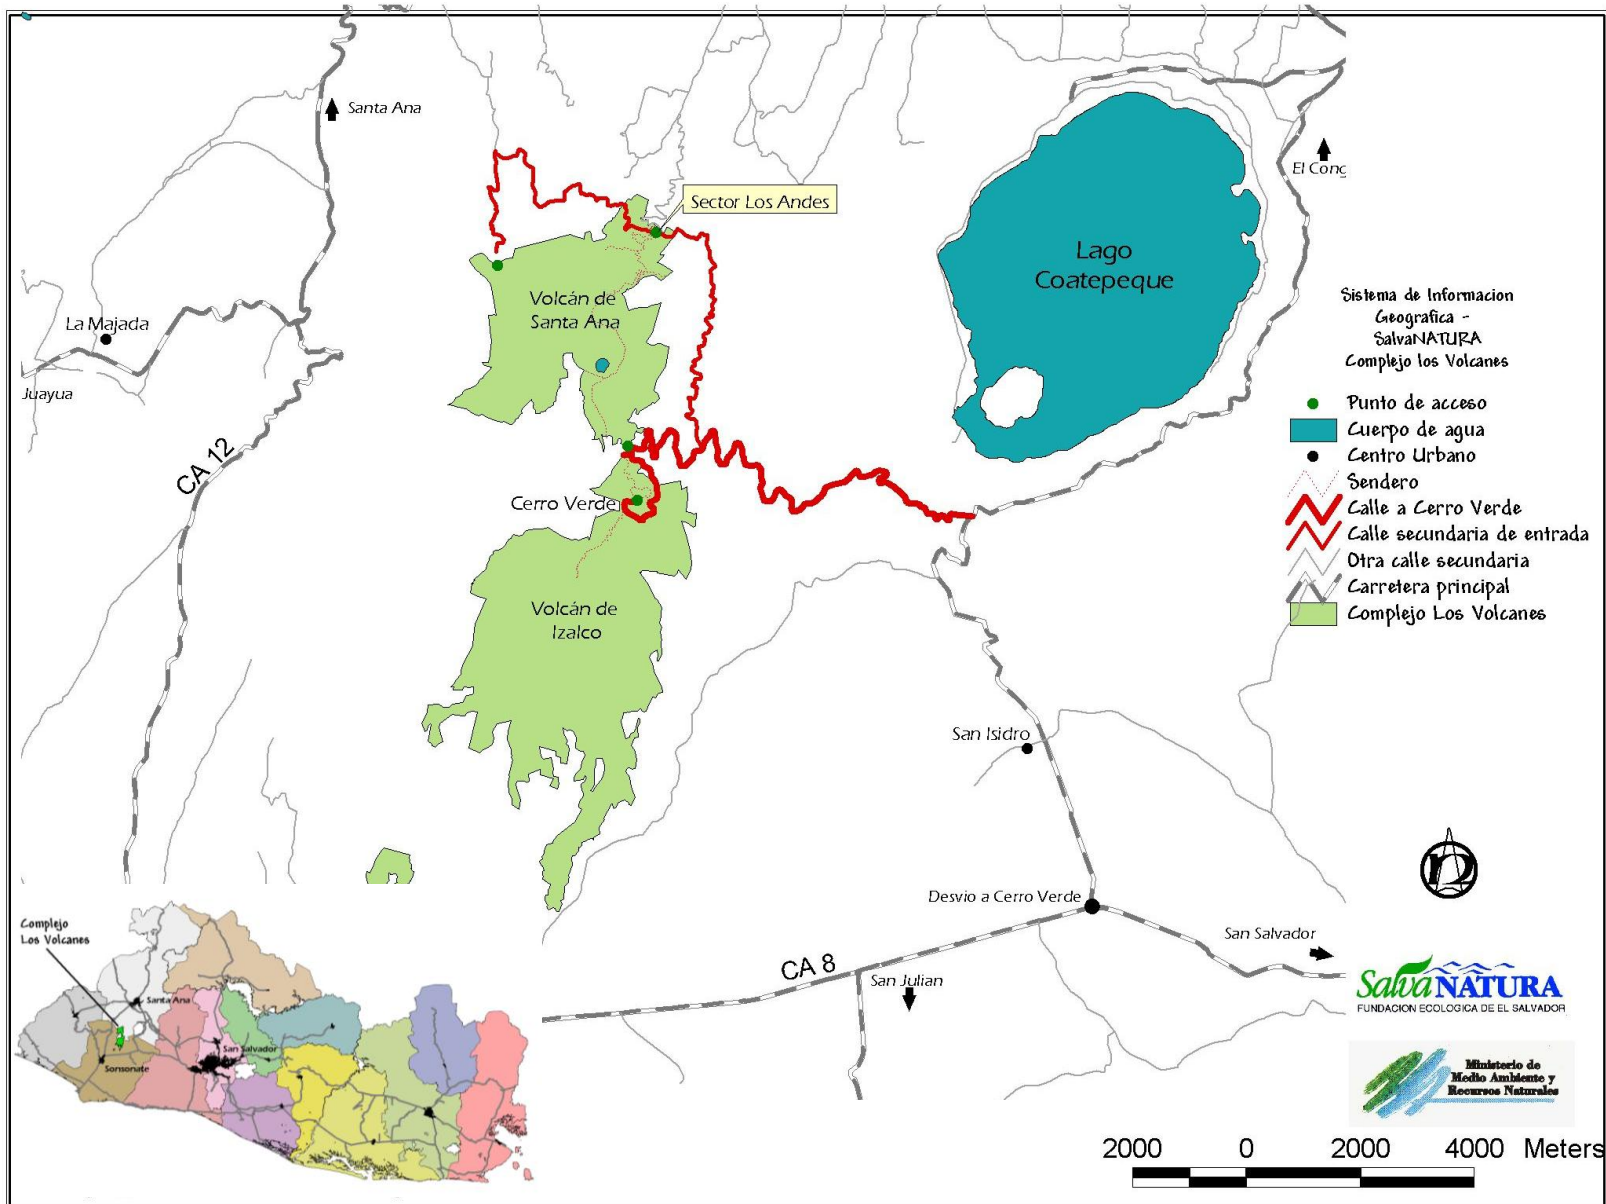 Santa Ana
El Cong
Sector Los Andes
Lago
Coatepeque
Volcán de
Santa Ana
La Majada
Juayua
CA 12
Cerro Verde
Volcán de
Izalco
San Isidro
Desvio a Cerro Verde
San Salvador
CA 8
San Julian
Sistema de Informacion
Geografica -
SalvaNATURA
Complejo los Volcanes
Punto de acceso
Cuerpo de agua
Centro Urbano
Sendero
Calle a Cerro Verde
Calle secundaria de entrada
Otra calle secundaria
Carretera principal
Complejo Los Volcanes
n
Complejo
Los Volcanes
Santa Ana
San Salvador
Sonsonate
SalvaNATURA
FUNDACION ECOLOGICA DE EL SALVADOR
Ministerio de
Medio Ambiente y
Recursos Naturales
2000 0 2000 4000 Meters